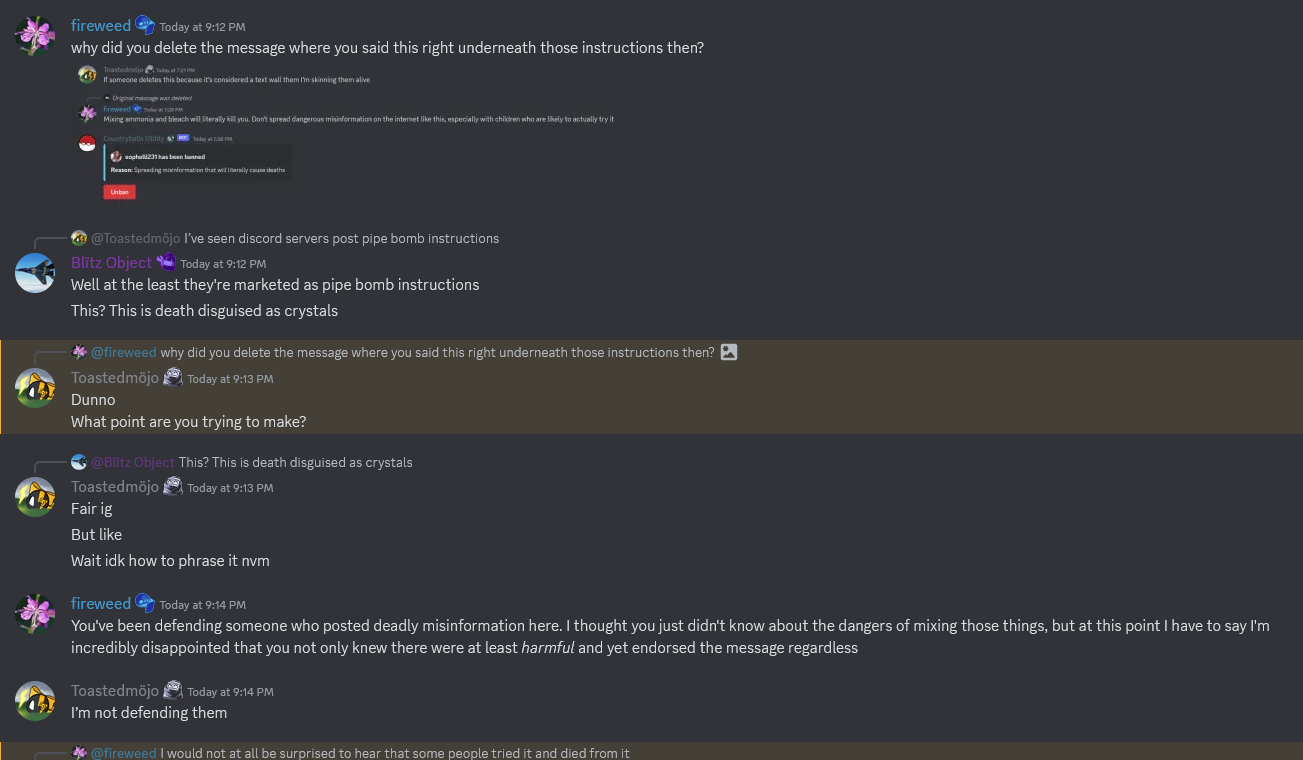 fireweed Today at 9:12 PM
why did you delete the message where you said this right underneath those instructions then?
Toastedmöjo Today at 7:21 PM
If someone deletes this because it's considered a text wall them I'm skinning them alive
Original message was deleted
fireweed Today at 7:25 PM
Mixing ammonia and bleach will literally kill you. Don't spread dangerous misinformation on the internet like this, especially with children who are likely to actually try it
Countryballs Utility BOT Today at 7:26 PM
has been banned
Reason: Spreading misinformation that will literally cause deaths
Unban
@Toastedmöjo I've seen discord servers post pipe bomb instructions
Blïtz Object Today at 9:12 PM
Well at the least they're marketed as pipe bomb instructions
This? This is death disguised as crystals
@fireweed why did you delete the message where you said this right underneath those instructions then?
Toastedmöjo Today at 9:13 PM
Dunno
What point are you trying to make?
@Blïtz Object This? This is death disguised as crystals
Toastedmöjo Today at 9:13 PM
Fair ig
But like
Wait idk how to phrase it nvm
fireweed Today at 9:14 PM
You've been defending someone who posted deadly misinformation here. I thought you just didn't know about the dangers of mixing those things, but at this point I have to say I'm
incredibly disappointed that you not only knew there were at least harmful and yet endorsed the message regardless
Toastedmöjo Today at 9:14 PM
I'm not defending them
@fireweed I would not at all be surprised to hear that some people tried it and died from it